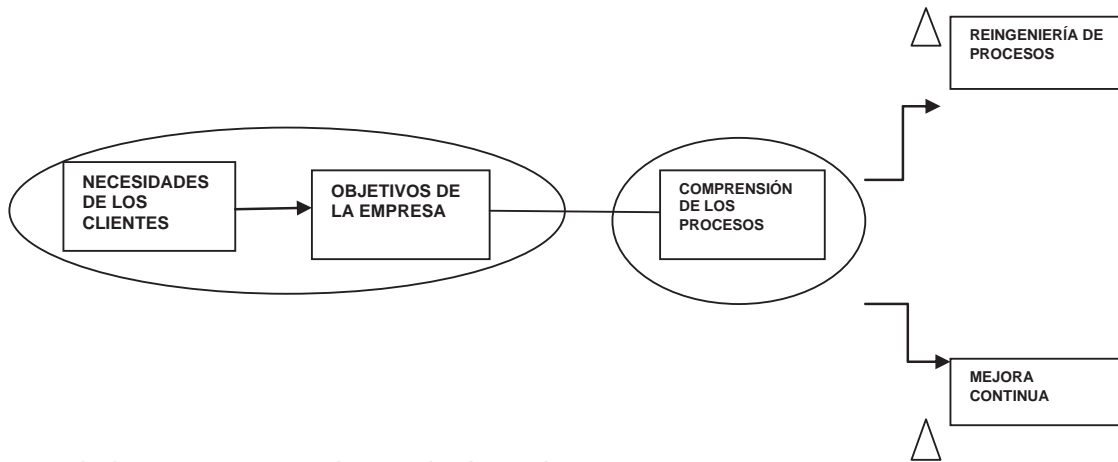 REINGENIERÍA DE
PROCESOS
NECESIDADES
DE LOS
CLIENTES
OBJETIVOS DE
LA EMPRESA
COMPRENSIÓN
DE LOS
PROCESOS
MEJORA
CONTINUA